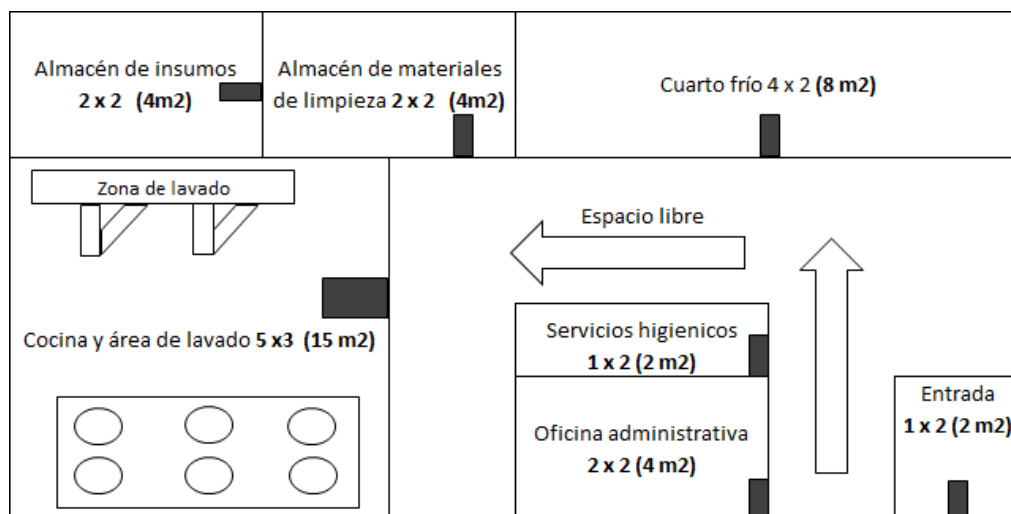 Almacén de insumos
2 x 2 (4m2)
Almacén de materiales
de limpieza 2 x 2 (4m2)
Cuarto frío 4 x 2 (8 m2)
Zona de lavado
Espacio libre
Cocina y área de lavado 5 x3 (15 m2)
Servicios higienicos
1 x 2 (2 m2)
Oficina administrativa
2 x 2 (4 m2)
Entrada
1 x 2 (2 m2)